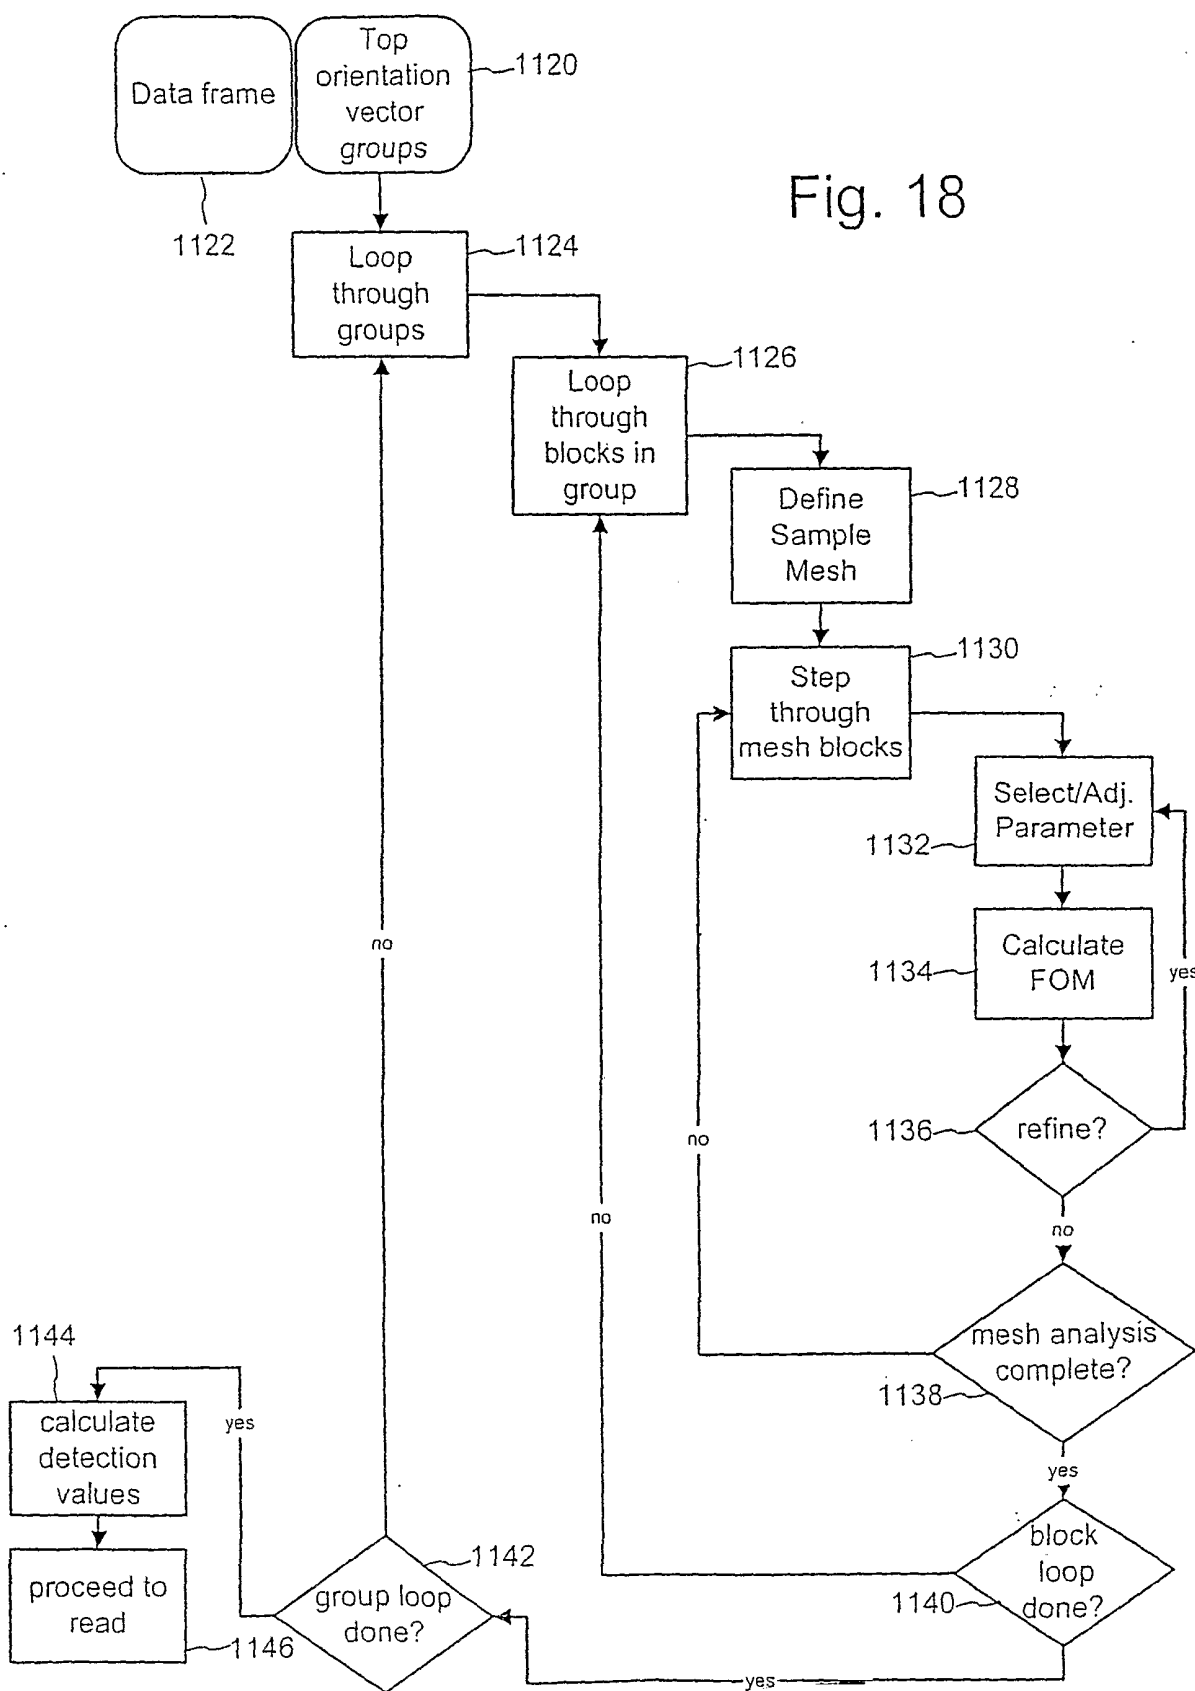 Data frame
Top
orientation
vector
groups
1120
1122
Fig. 18
Loop
through
groups
1124
Loop
through
blocks in
group
1126
Define
Sample
Mesh
1128
Step
through
mesh blocks
1130
Select/Adj.
Parameter
1132
Calculate
FOM
1134
yes
refine?
1136
no
mesh analysis
complete?
1138
no
yes
block
loop
done?
1140
no
yes
group loop
done?
1142
no
yes
1144
calculate
detection
values
proceed to
read
1146